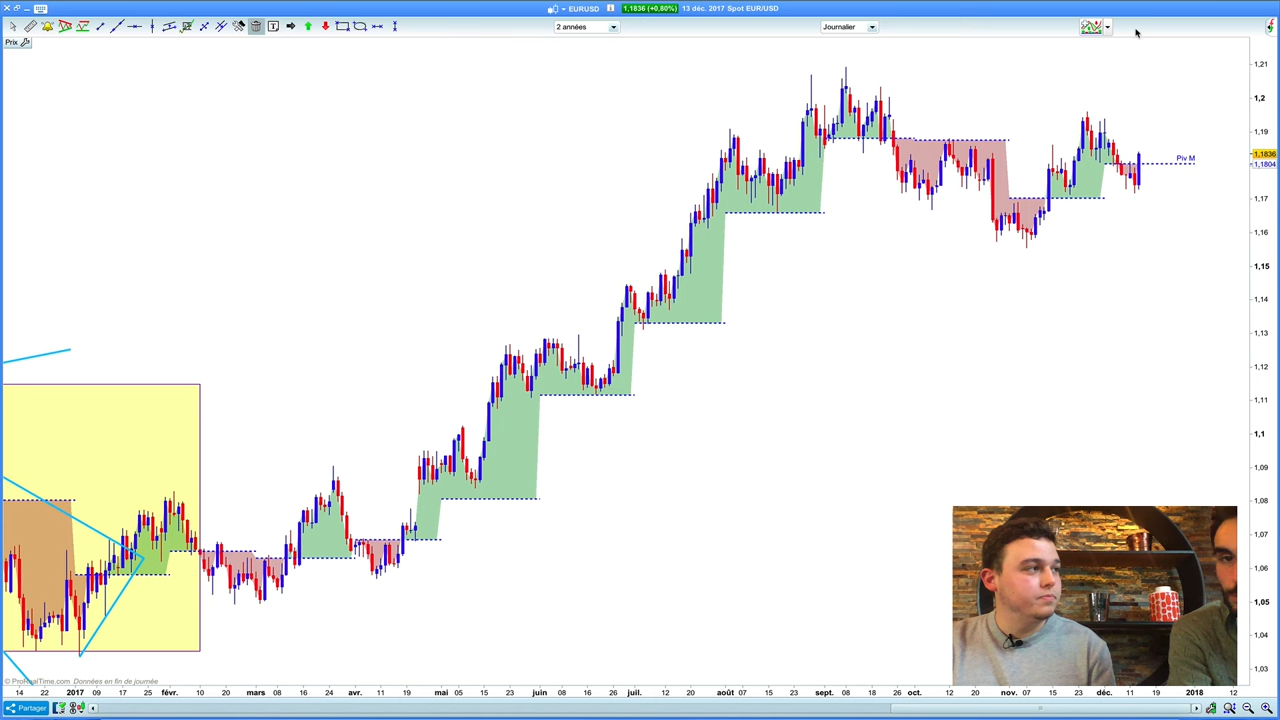 EURUSD 1,1836 (+0,80%) 13 déc. 2017 Spot EUR/USD
2 années Journalier
Prix
1,21
1,2
1,19
Piv M
1,1836
1,1804
1,17
1,16
1,15
1,14
1,13
1,12
1,11
1,1
1,09
1,08
1,07
1,06
1,05
1,04
1,03
© ProRealTime.com Données en fin de journée
14 22 2017 09 17 25 févr. 10 20 mars 08 16 avr. 11 19 mai 05 15 23 juin 08 16 26 juil. 12 20 août 07 15 23 sept. 08 18 26 oct. 12 20 nov. 07 15 23 déc. 11 19 2018 12
Partager